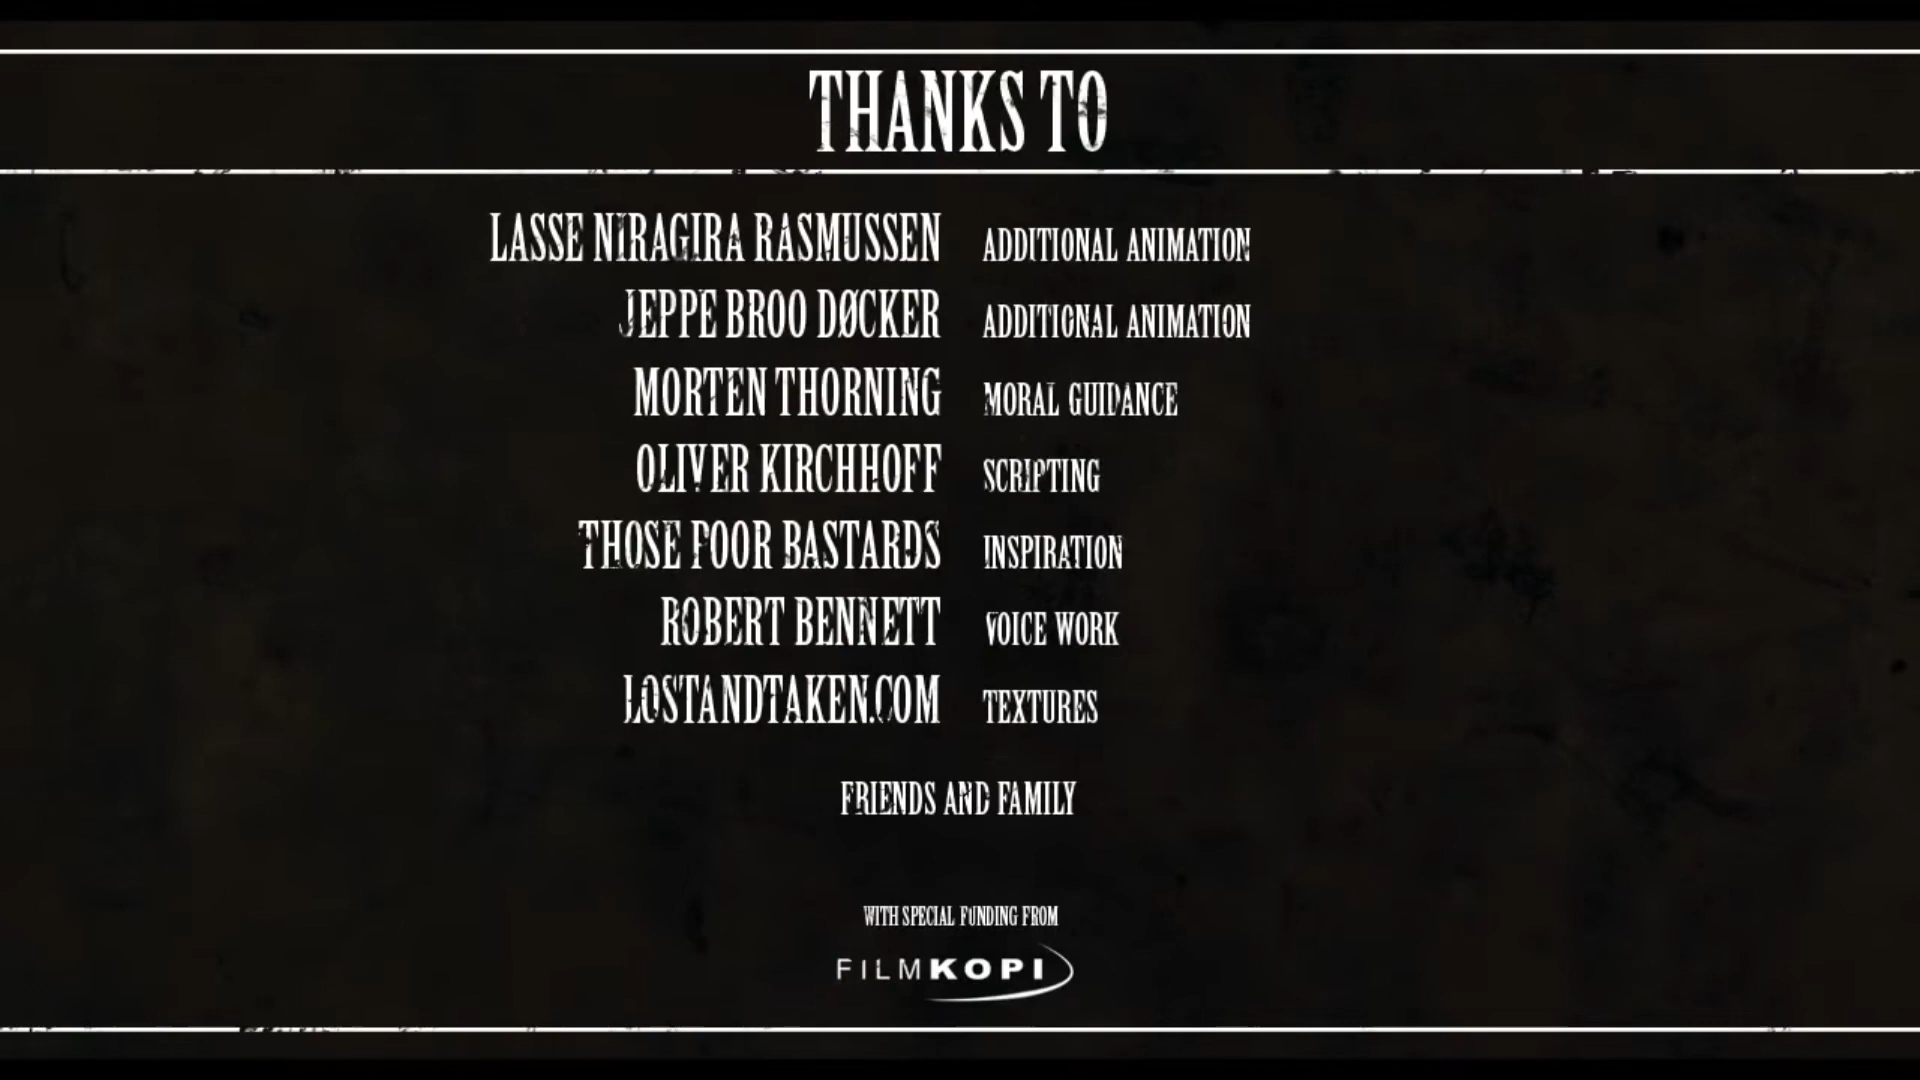 THANKS TO
LASSE NIRAGIRA RASMUSSEN ADDITIONAL ANIMATION
JEPPE BROO DØCKER ADDITIONAL ANIMATION
MORTEN THORNING MORAL GUIDANCE
OLIVER KIRCHHOFF SCRIPTING
THOSE POOR BASTARDS INSPIRATION
ROBERT BENNETT VOICE WORK
LOSTANDTAKEN.COM TEXTURES
FRIENDS AND FAMILY
WITH SPECIAL FUNDING FROM
FILMKOPI